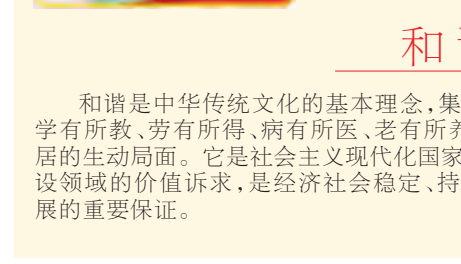 和
和谐是中华传统文化的基本理念,集
学有所教、劳有所得、病有所医、老有所养
居的生动局面。它是社会主义现代化国家
设领域的价值诉求,是经济社会稳定、持
展的重要保证。